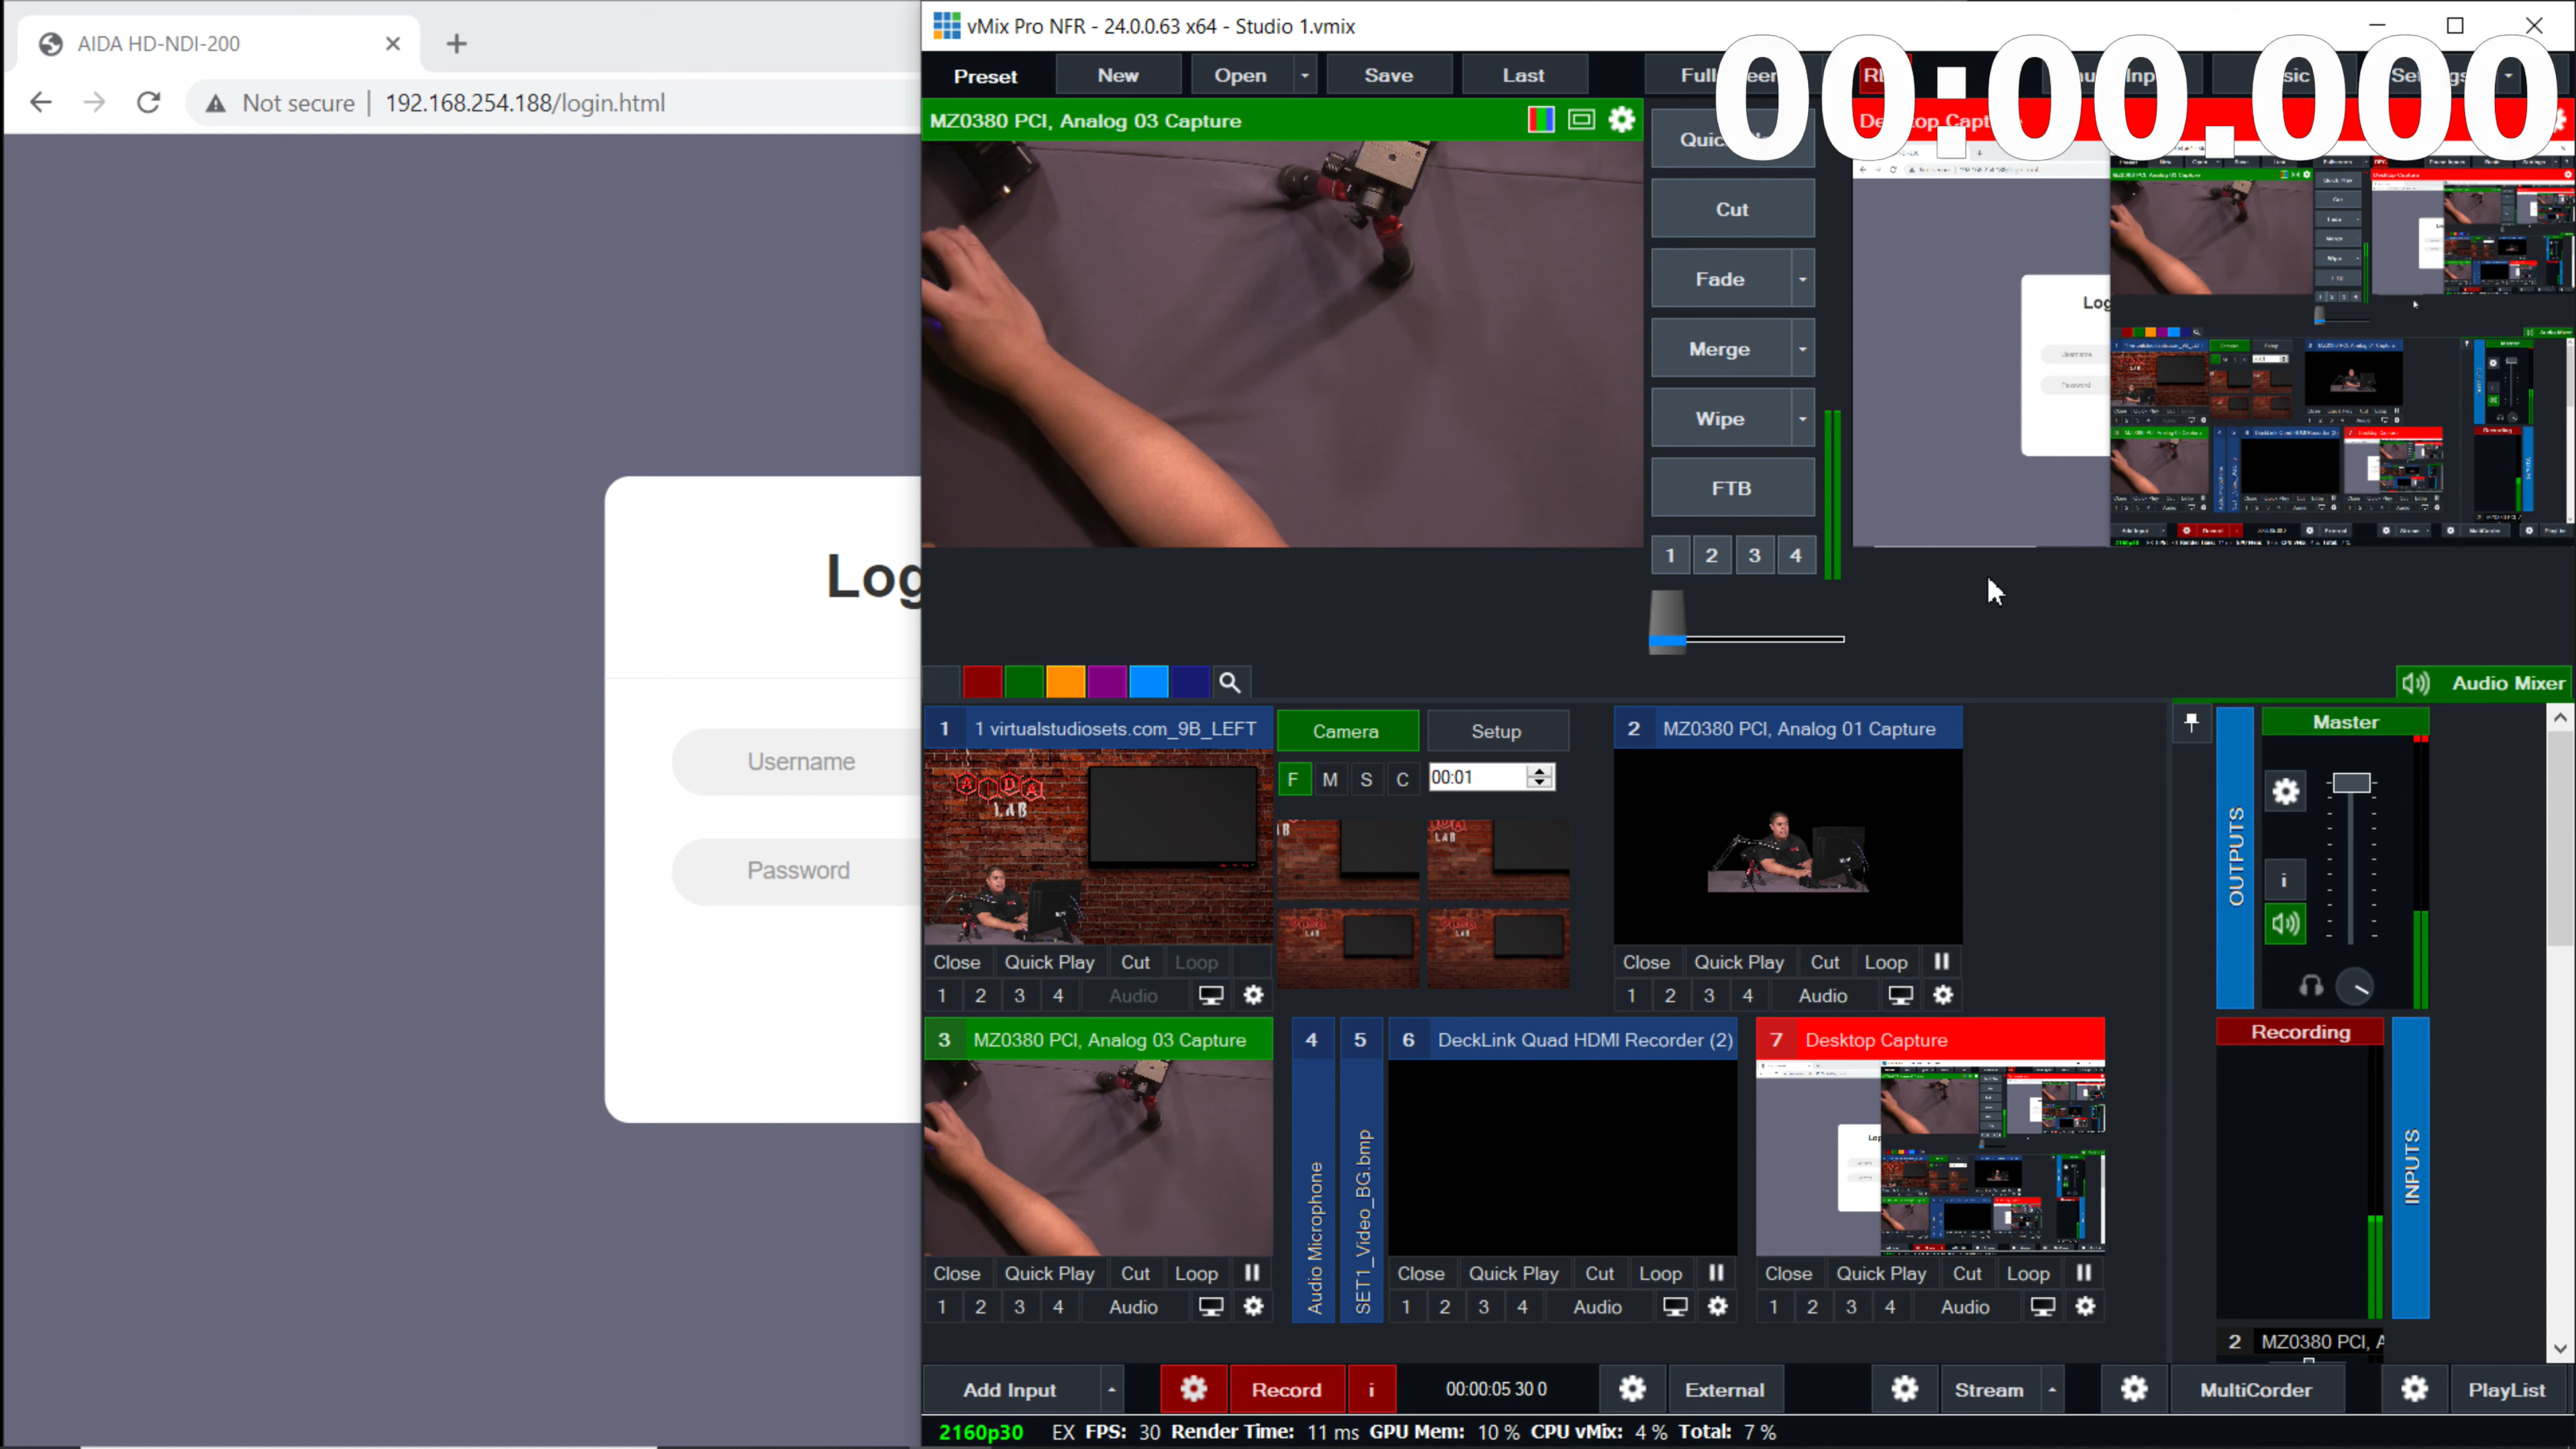 AIDA HD-NDI-200
Not secure | 192.168.254.188/login.html
Log
Username
Password
vMix Pro NFR - 24.0.0.63 x64 - Studio 1.vmix
00:00.000
Preset New Open Save Last
MZ0380 PCI, Analog 03 Capture
Cut
Fade
Merge
Wipe
FTB
1 2 3 4
Log
Username
Password
Audio Mixer
1 1 virtualstudiosets.com_9B_LEFT
Camera Setup
F M S C 00:01
AIDA
LAB
Close Quick Play Cut Loop
1 2 3 4 Audio
2 MZ0380 PCI, Analog 01 Capture
Close Quick Play Cut Loop
1 2 3 4 Audio
3 MZ0380 PCI, Analog 03 Capture
Close Quick Play Cut Loop
1 2 3 4 Audio
4 Audio Microphone
5 SET1_Video_BG.bmp
6 DeckLink Quad HDMI Recorder (2)
Close Quick Play Cut Loop
1 2 3 4 Audio
7 Desktop Capture
Close Quick Play Cut Loop
1 2 3 4 Audio
OUTPUTS
Master
i
Recording
INPUTS
2 MZ0380 PCI, A
Add Input Record i 00:00:05 30 0 External Stream MultiCorder PlayList
2160p30 EX FPS: 30 Render Time: 11 ms GPU Mem: 10 % CPU vMix: 4 % Total: 7 %